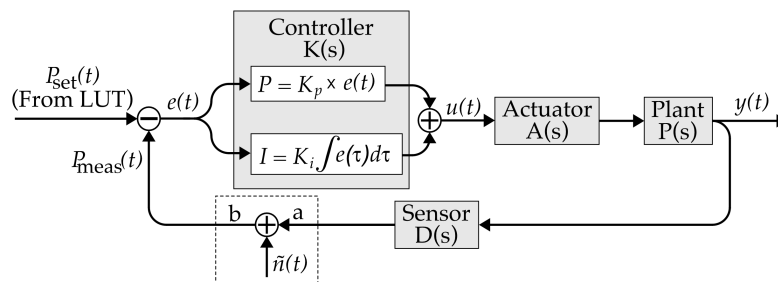 Controller
K(s)
P_set(t)
(From LUT)
e(t)
P = K_p × e(t)
I = K_i ∫ e(τ)dτ
u(t)
Actuator
A(s)
Plant
P(s)
y(t)
P_meas(t)
b
a
ñ(t)
Sensor
D(s)